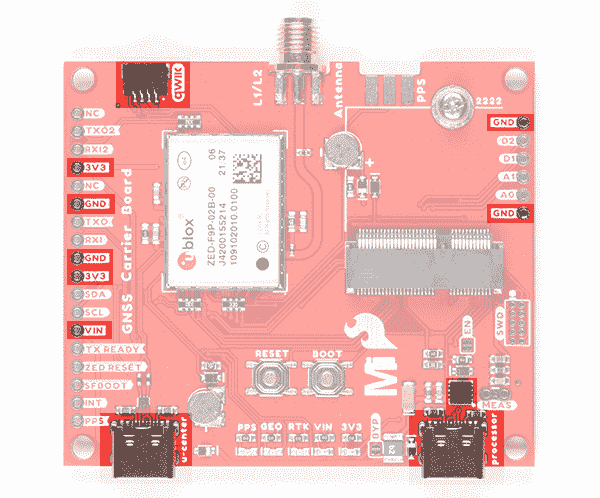 QWIIC
L1/L2
Antenna
PPS
2222
NC
TXO2
RXI2
3V3
NC
GND
TXO
RXI
GND
3V3
SDA
SCL
VIN
TX READY
ZED RESET
SFBOOT
INT
PPS
GNSS Carrier Board
06
21.37
ublox
ZED-F9P-02B-00
J4200155214
109102010.0100
+
GND
D2
D1
A1
A0
GND
SWD
EN
MEAS
RESET
BOOT
Mi
PPS
GEO
RTK
VIN
3V3
BYP
u-center
processor